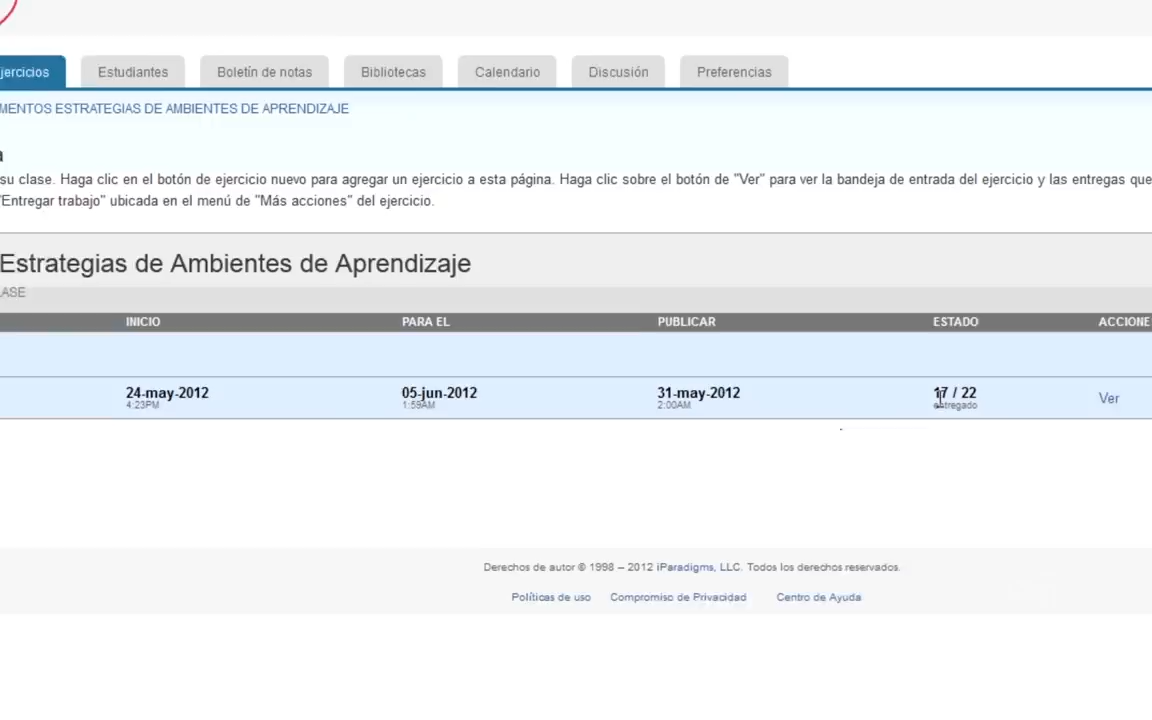 jercicios Estudiantes Boletín de notas Bibliotecas Calendario Discusión Preferencias
MENTOS ESTRATEGIAS DE AMBIENTES DE APRENDIZAJE
a
su clase. Haga clic en el botón de ejercicio nuevo para agregar un ejercicio a esta página. Haga clic sobre el botón de "Ver" para ver la bandeja de entrada del ejercicio y las entregas que
"Entregar trabajo" ubicada en el menú de "Más acciones" del ejercicio.
Estrategias de Ambientes de Aprendizaje
LASE
INICIO PARA EL PUBLICAR ESTADO ACCIONE
24-may-2012 05-jun-2012 31-may-2012 17 / 22
4:23PM 1:59AM 2:00AM entregado Ver
Derechos de autor © 1998 – 2012 iParadigms, LLC. Todos los derechos reservados.
Políticas de uso Compromiso de Privacidad Centro de Ayuda